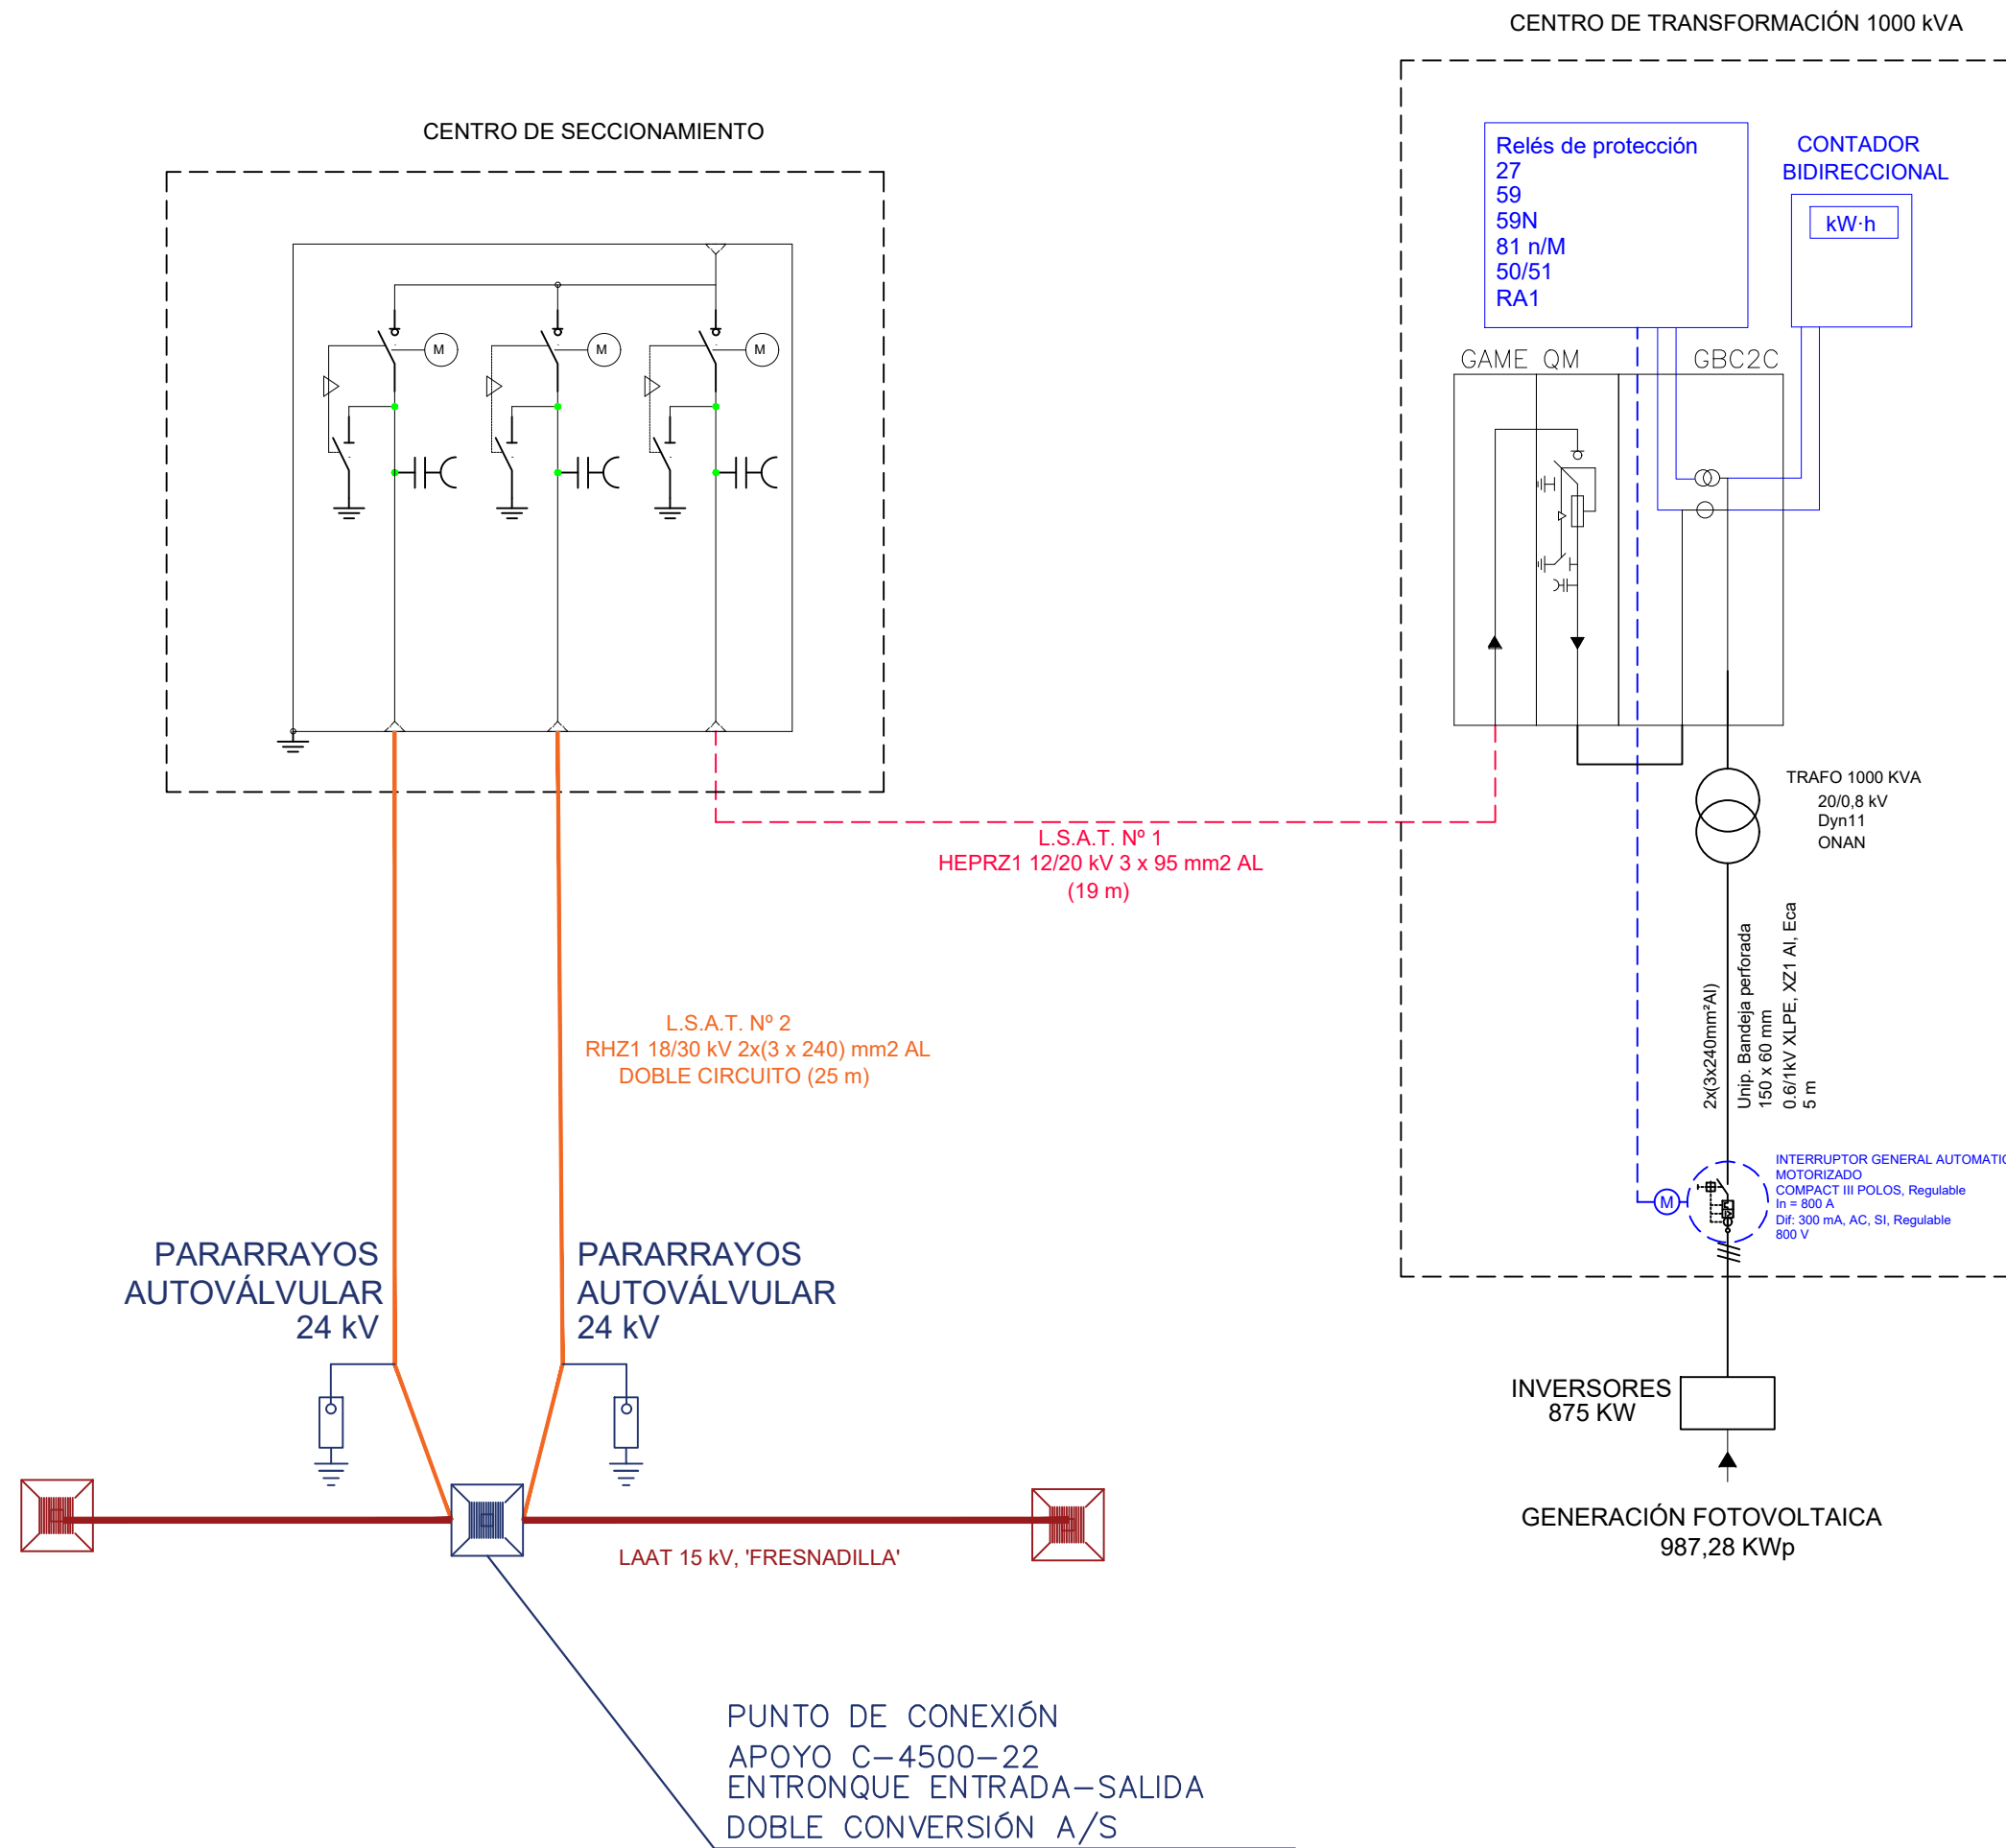 CENTRO DE TRANSFORMACIÓN 1000 kVA
CENTRO DE SECCIONAMIENTO
Relés de protección
27
59
59N
81 n/M
50/51
RA1
CONTADOR
BIDIRECCIONAL
kW·h
GAME QM
GBC2C
M
M
M
TRAFO 1000 KVA
20/0,8 kV
Dyn11
ONAN
L.S.A.T. Nº 1
HEPRZ1 12/20 kV 3 x 95 mm2 AL
(19 m)
2x(3x240mm²Al)
Unip. Bandeja perforada
150 x 60 mm
0.6/1kV XLPE, XZ1 Al, Eca
5 m
L.S.A.T. Nº 2
RHZ1 18/30 kV 2x(3 x 240) mm2 AL
DOBLE CIRCUITO (25 m)
M
INTERRUPTOR GENERAL AUTOMATIC
MOTORIZADO
COMPACT III POLOS, Regulable
In = 800 A
Dif: 300 mA, AC, SI, Regulable
800 V
PARARRAYOS
AUTOVÁLVULAR
24 kV
PARARRAYOS
AUTOVÁLVULAR
24 kV
INVERSORES
875 KW
GENERACIÓN FOTOVOLTAICA
987,28 KWp
LAAT 15 kV, 'FRESNADILLA'
PUNTO DE CONEXIÓN
APOYO C-4500-22
ENTRONQUE ENTRADA-SALIDA
DOBLE CONVERSIÓN A/S